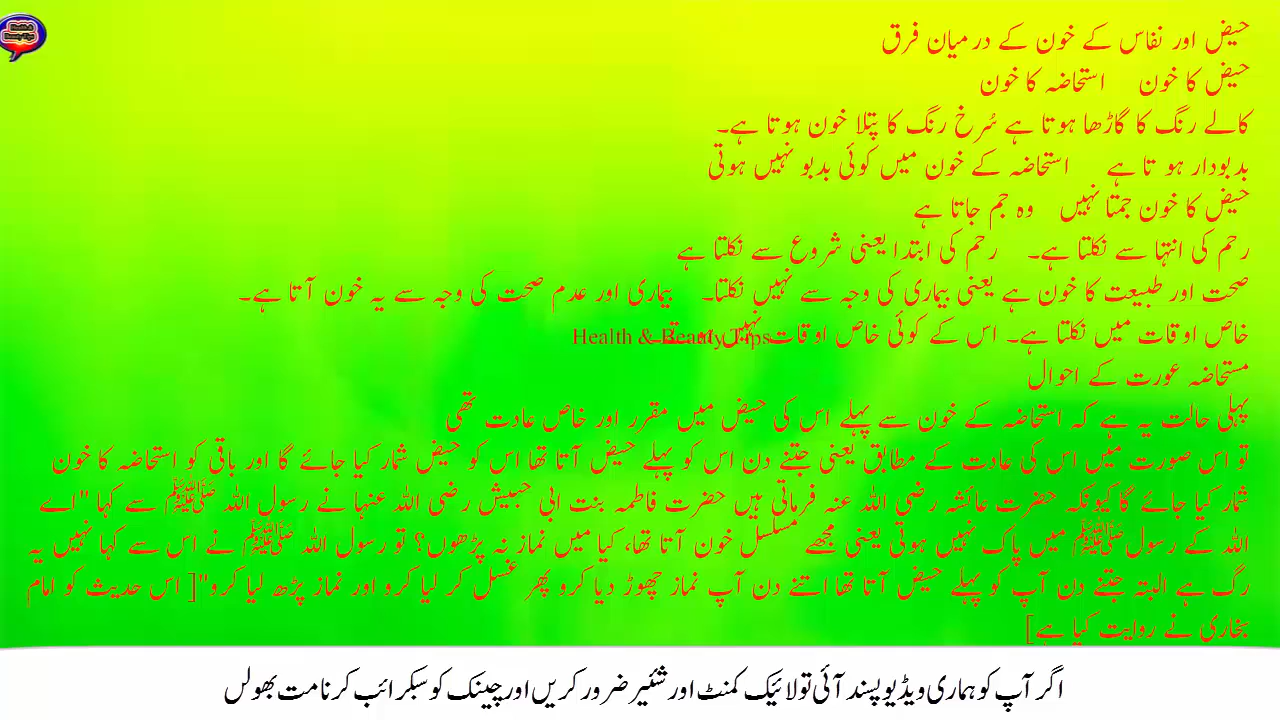 Health & Beauty Tips
حیض اور نفاس کے خون کے درمیان فرق
حیض کا خون استحاضہ کا خون
کالے رنگ کا گاڑھا ہوتا ہے سُرخ رنگ کا پتلا خون ہوتا ہے۔
بدبودار ہو تا ہے استحاضہ کے خون میں کوئی بدبو نہیں ہوتی
حیض کا خون جمتا نہیں وہ جم جاتا ہے
رحم کی انتہا سے نکلتا ہے۔ رحم کی ابتدا یعنی شروع سے نکلتا ہے
صحت اور طبیعت کا خون ہے یعنی بیماری کی وجہ سے نہیں نکلتا۔ بیماری اور عدم صحت کی وجہ سے یہ خون آتا ہے۔
خاص اوقات میں نکلتا ہے۔ اس کے کوئی خاص اوقات نہیں
Health & Beauty Tips
مستحاضہ عورت کے احوال
پہلی حالت یہ ہے کہ استحاضہ کے خون سے پہلے اس کی حیض میں مقرر اور خاص عادت تھی
تو اس صورت میں اس کی عادت کے مطابق یعنی جتنے دن اس کو پہلے حیض آتا تھا اس کو حیض شمار کیا جائے گا اور باقی کو استحاضہ کا خون
شمار کیا جائے گا کیونکہ حضرت عائشہ رضی اللہ عنہ فرماتی ہیں حضرت فاطمہ بنت ابی حبیش رضی اللہ عنہا نے رسول اللہ ﷺ سے کہا "اے
اللہ کے رسول ﷺ میں پاک نہیں ہوتی یعنی مجھے مسلسل خون آتا تھا، کیا میں نماز نہ پڑھوں؟ تو رسول اللہ ﷺ نے اس سے کہا نہیں یہ
رگ ہے البتہ جتنے دن آپ کو پہلے حیض آتا تھا اتنے دن آپ نماز چھوڑ دیا کرو پھر غسل کر لیا کرو اور نماز پڑھ لیا کرو"[ اس حدیث کو امام
بخاری نے روایت کیا ہے]
اگر آپ کو ہماری ویڈیو پسند آئی تو لائیک کمنٹ اور شئیر ضرور کریں اور چینک کو سبکرائب کرنا مت بھولں